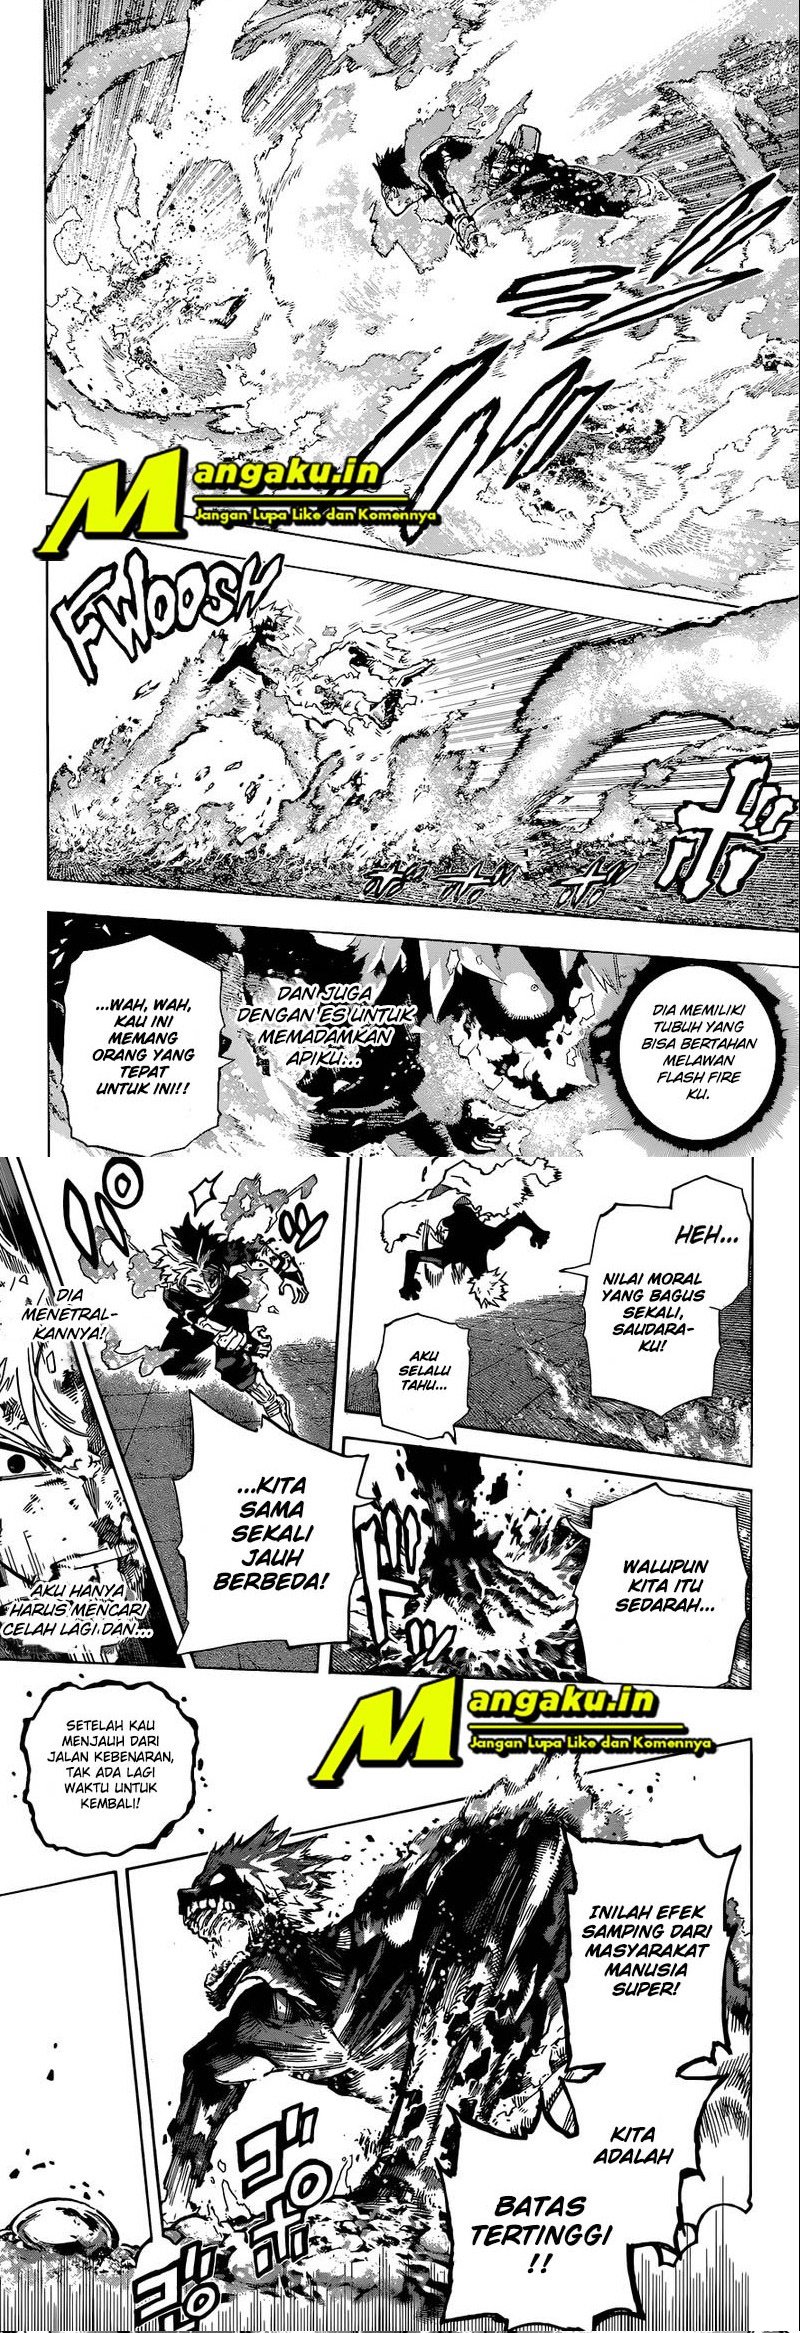 Mangaku.in
Jangan Lupa Like dan Komennya
FWOOSH
DIA MEMILIKI
TUBUH YANG
BISA BERTAHAN
MELAWAN
FLASH FIRE
KU.
DAN JUGA
DENGAN ES UNTUK
MEMADAMKAN
APIKU...
...WAH, WAH,
KAU INI
MEMANG
ORANG YANG
TEPAT
UNTUK INI!!
HEH...
NILAI MORAL
YANG BAGUS
SEKALI,
SAUDARA-
KU!
AKU
SELALU
TAHU...
DIA
MENETRAL-
KANNYA!
WALUPUN
KITA ITU
SEDARAH...
...KITA
SAMA
SEKALI
JAUH
BERBEDA!
AKU HANYA
HARUS MENCARI
CELAH LAGI DAN...
Mangaku.in
Jangan Lupa Like dan Komennya
SETELAH KAU
MENJAUH DARI
JALAN KEBENARAN,
TAK ADA LAGI
WAKTU UNTUK
KEMBALI!
INILAH EFEK
SAMPING DARI
MASYARAKAT
MANUSIA
SUPER!
KITA
ADALAH
BATAS
TERTINGGI
!!